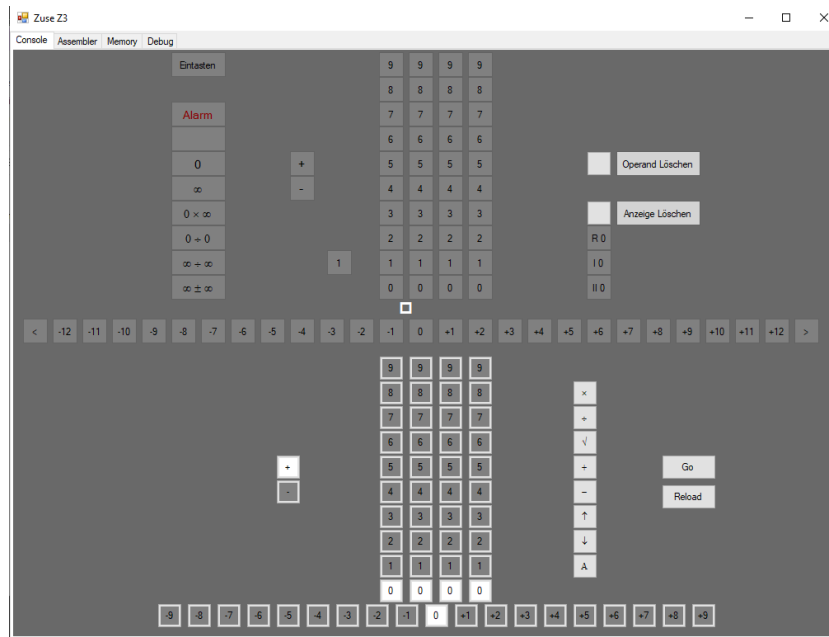 Zuse Z3
Console Assembler Memory Debug
Eintasten 9 9 9 9
8 8 8 8
Alarm 7 7 7 7
6 6 6 6
0 + 5 5 5 5 Operand Löschen
∞ - 4 4 4 4
0 × ∞ 3 3 3 3 Anzeige Löschen
0 ÷ 0 2 2 2 2 R 0
∞ ÷ ∞ 1 1 1 1 1 I 0
∞ ± ∞ 0 0 0 0 II 0
< -12 -11 -10 -9 -8 -7 -6 -5 -4 -3 -2 -1 0 +1 +2 +3 +4 +5 +6 +7 +8 +9 +10 +11 +12 >
9 9 9 9
8 8 8 8 ×
7 7 7 7 ÷
6 6 6 6 √
+ 5 5 5 5 + Go
- 4 4 4 4 −
3 3 3 3 ↑ Reload
2 2 2 2 ↓
1 1 1 1 A
0 0 0 0
-9 -8 -7 -6 -5 -4 -3 -2 -1 0 +1 +2 +3 +4 +5 +6 +7 +8 +9